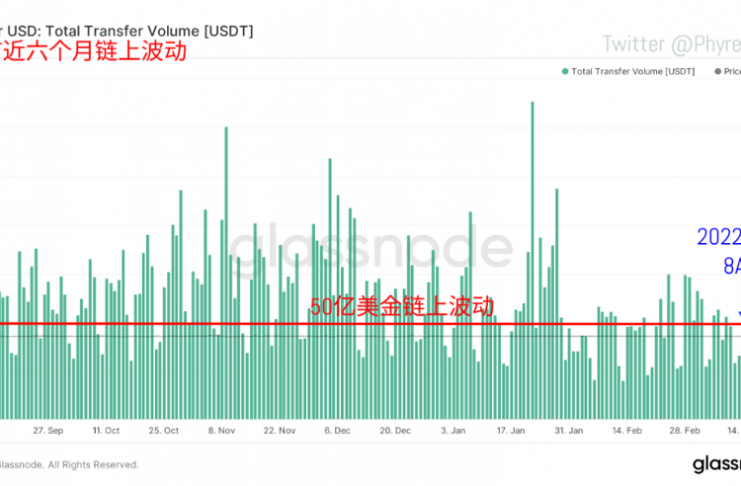 r USD: Total Transfer Volume [USDT]
近六个月链上波动
Twitter @Phyre
Total Transfer Volume [USDT] Price
glassnode
2022
8A
50亿美金链上波动
27. Sep 11. Oct 25. Oct 8. Nov 22. Nov 6. Dec 20. Dec 3. Jan 17. Jan 31. Jan 14. Feb 28. Feb 14.
Glassnode. All Rights Reserved.
glassno